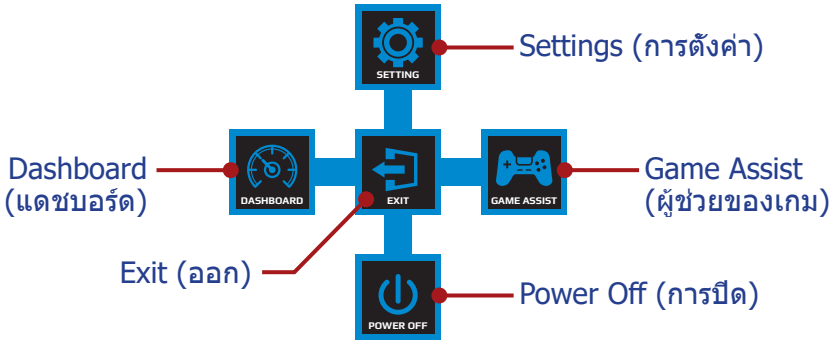 SETTING
Settings (การตั้งค่า)
Dashboard
(แดชบอร์ด)
DASHBOARD
EXIT
GAME ASSIST
Game Assist
(ผู้ช่วยของเกม)
Exit (ออก)
POWER OFF
Power Off (การปิด)